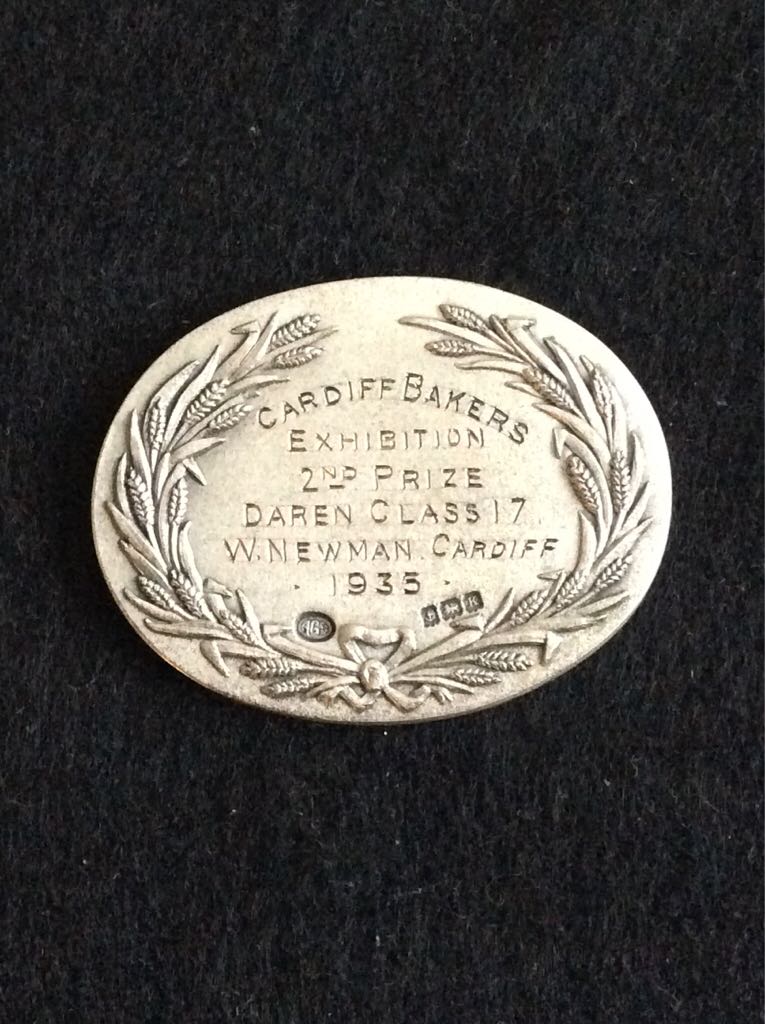 CARDIFF BAKERS
EXHIBITION
2ND PRIZE
DAREN CLASS 17
W. NEWMAN. CARDIFF
· 1935 ·